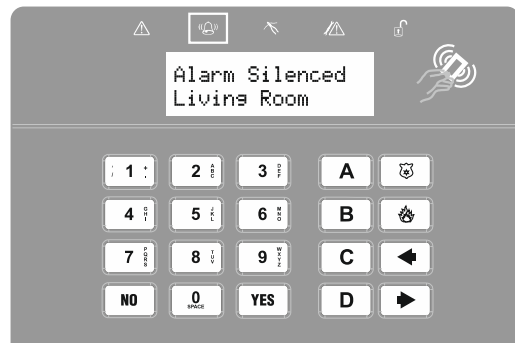 Alarm Silenced
Living Room
1
2 ABC
3 DEF
A
4 GHI
5 JKL
6 MNO
B
7 PQRS
8 TUV
9 WXYZ
C
NO
0 SPACE
YES
D